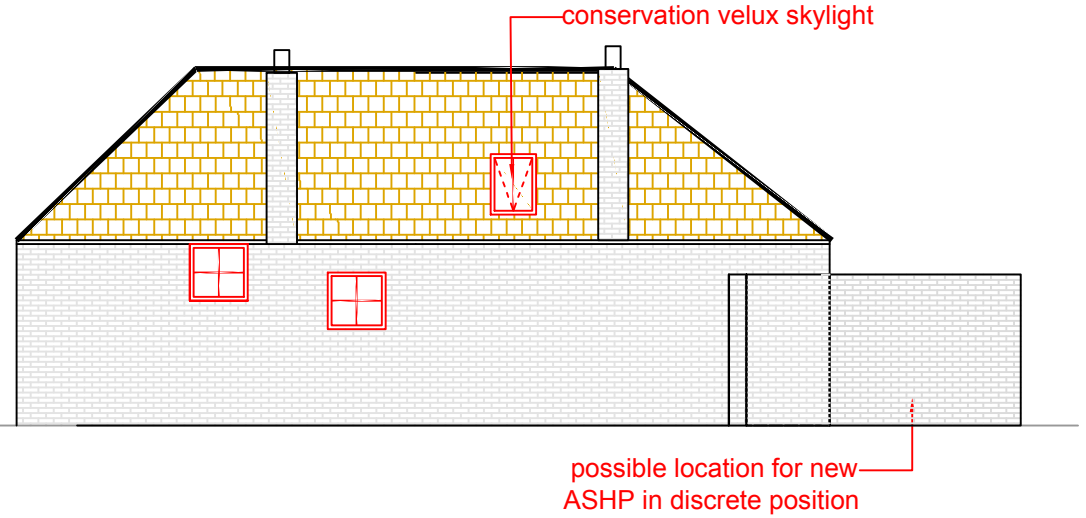 conservation velux skylight
possible location for new
ASHP in discrete position